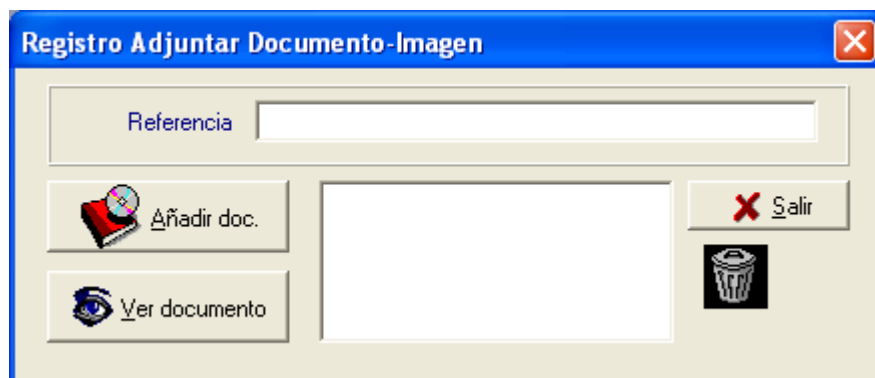 Registro Adjuntar Documento-Imagen
Referencia
Añadir doc.
Salir
Ver documento